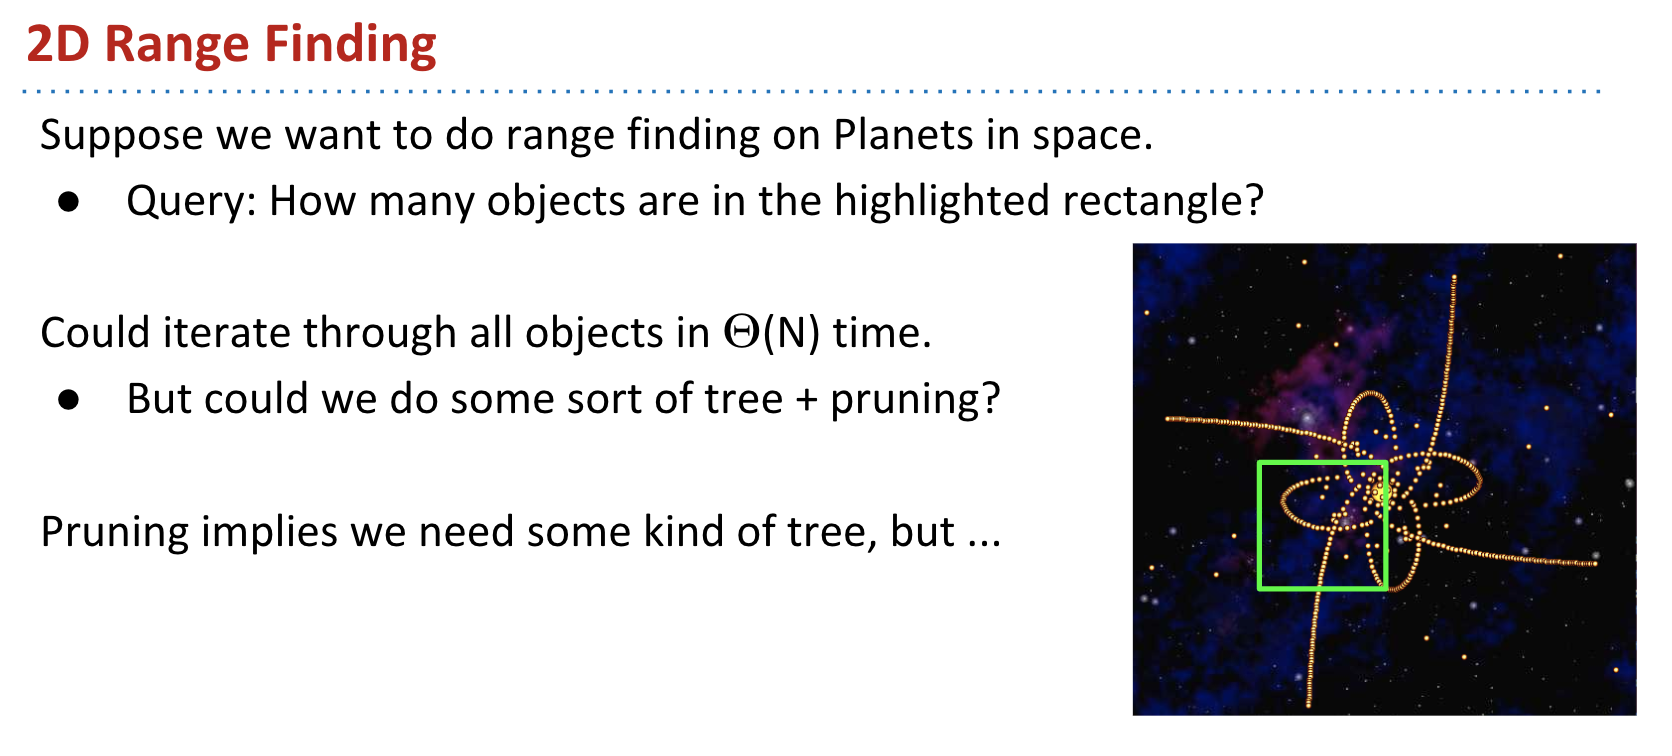 2D Range Finding
Suppose we want to do range finding on Planets in space.
● Query: How many objects are in the highlighted rectangle?
Could iterate through all objects in Θ(N) time.
● But could we do some sort of tree + pruning?
Pruning implies we need some kind of tree, but ...